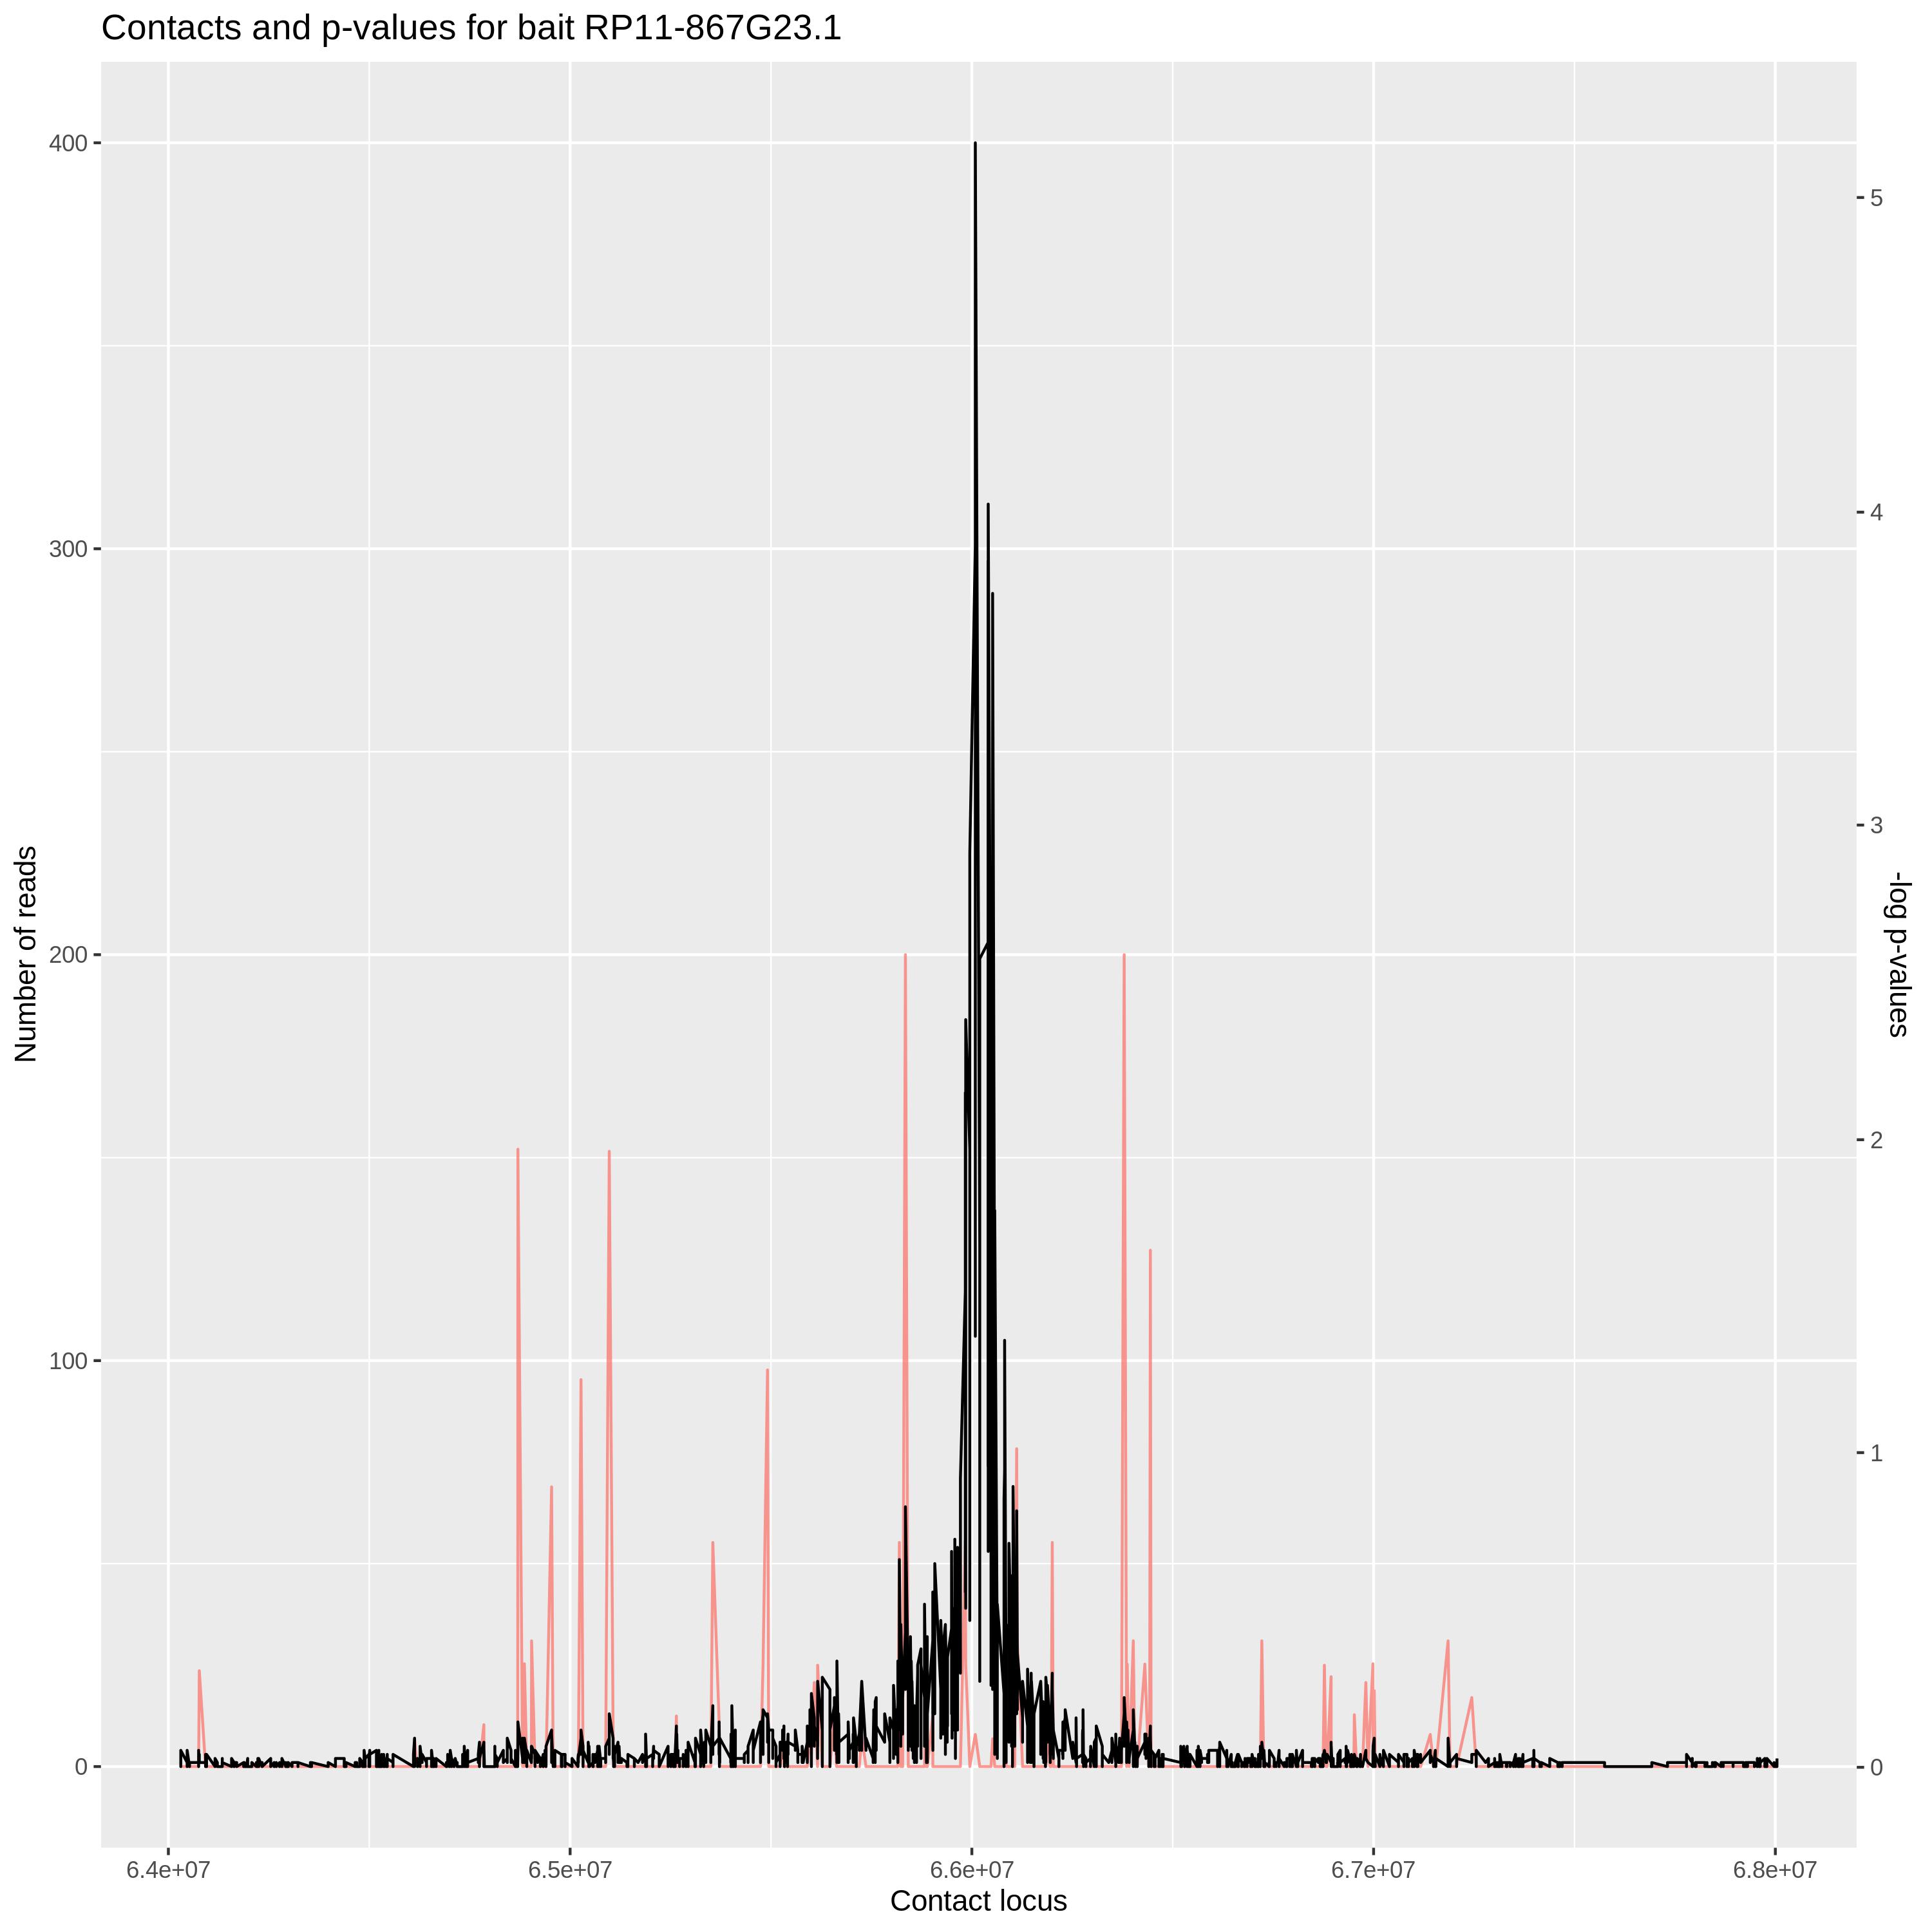 Contacts and p-values for bait RP11-867G23.1
400
300
200
100
0
Number of reads
5
4
3
2
1
0
-log p-values
6.4e+07
6.5e+07
6.6e+07
6.7e+07
6.8e+07
Contact locus